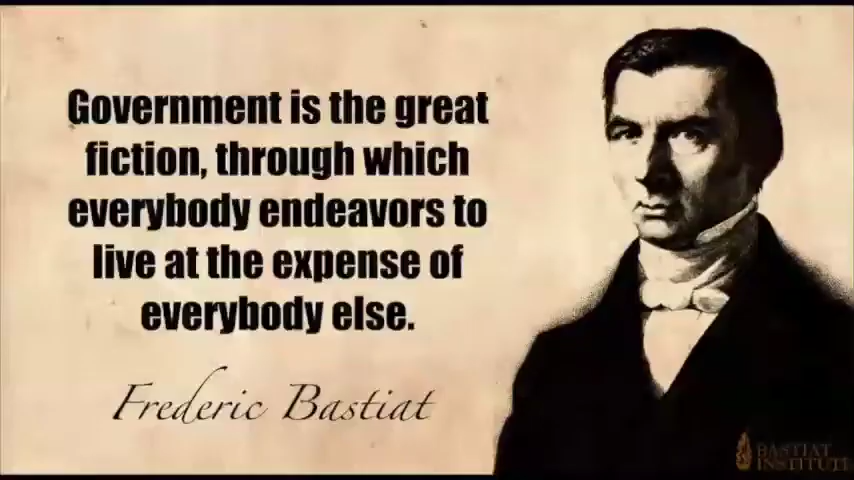 Government is the great
fiction, through which
everybody endeavors to
live at the expense of
everybody else.
Frederic Bastiat
BASTIAT
INSTITUTE